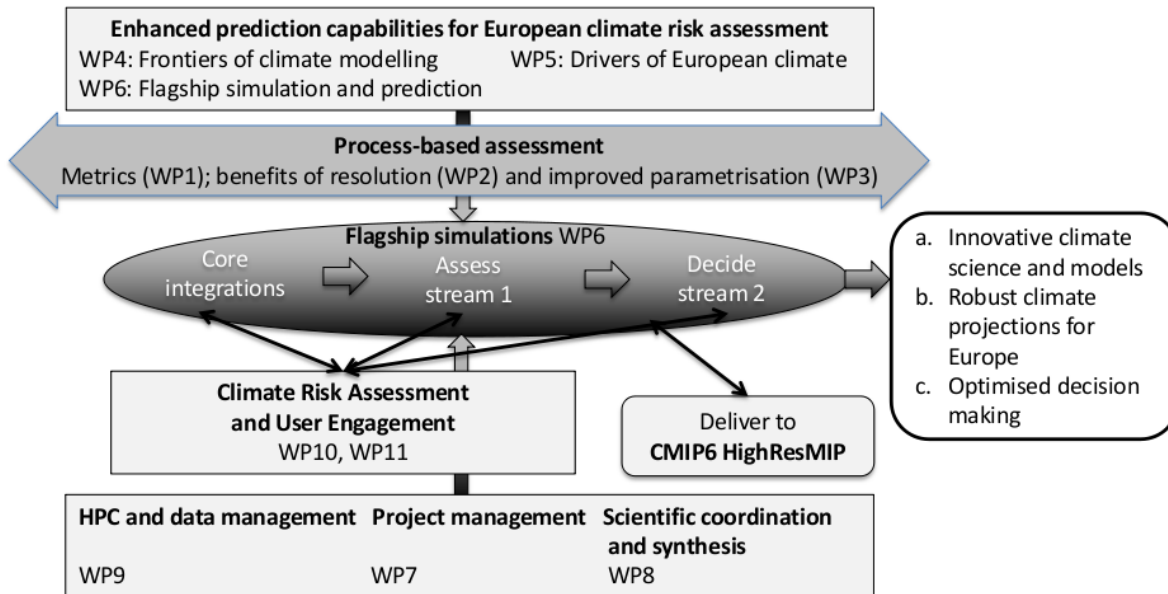 Enhanced prediction capabilities for European climate risk assessment
WP4: Frontiers of climate modelling
WP5: Drivers of European climate
WP6: Flagship simulation and prediction
Process-based assessment
Metrics (WP1); benefits of resolution (WP2) and improved parametrisation (WP3)
Flagship simulations WP6
Core
integrations
Assess
stream 1
Decide
stream 2
a. Innovative climate
science and models
b. Robust climate
projections for
Europe
c. Optimised decision
making
Climate Risk Assessment
and User Engagement
WP10, WP11
Deliver to
CMIP6 HighResMIP
HPC and data management
WP9
Project management
WP7
Scientific coordination
and synthesis
WP8